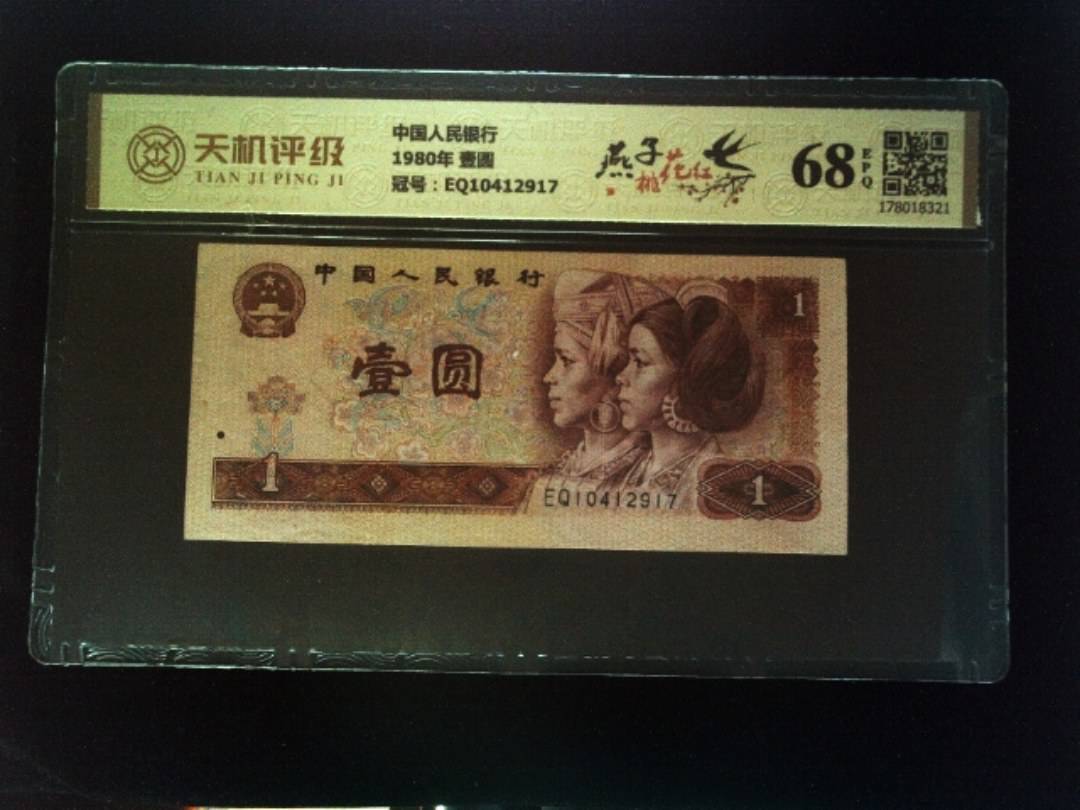 天机评级
TIAN JI PING JI
中国人民银行
1980年 壹圆
冠号：EQ10412917
燕子
桃花红
68
EPQ
178018321
中国人民银行
1
壹圆
1
EQ10412917
1